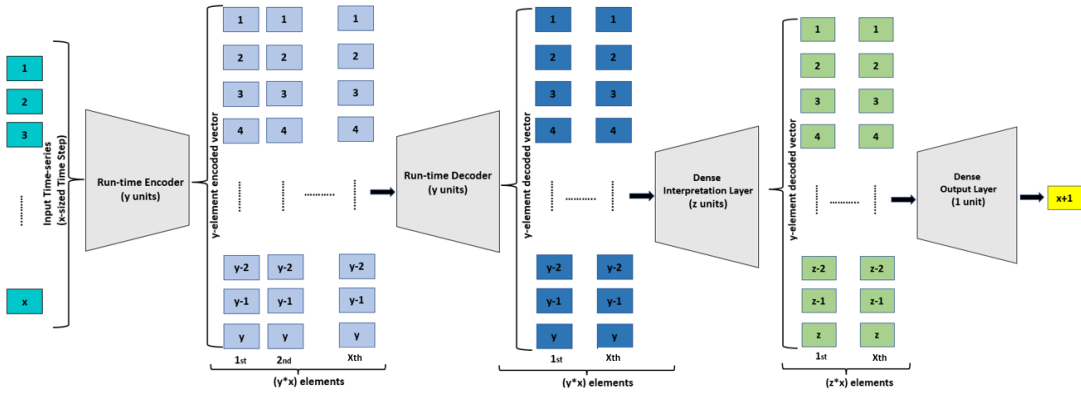 1
2
3
x
Input Time-series
(x-sized Time Step)
Run-time Encoder
(y units)
y-element encoded vector
1 1 1
2 2 2
3 3 3
4 4 4
y-2 y-2 y-2
y-1 y-1 y-1
y y y
1st 2nd Xth
(y*x) elements
Run-time Decoder
(y units)
y-element decoded vector
1 1
2 2
3 3
4 4
y-2 y-2
y-1 y-1
y y
1st Xth
(y*x) elements
Dense
Interpretation Layer
(z units)
y-element decoded vector
1 1
2 2
3 3
4 4
z-2 z-2
z-1 z-1
z z
1st Xth
(z*x) elements
Dense
Output Layer
(1 unit)
x+1